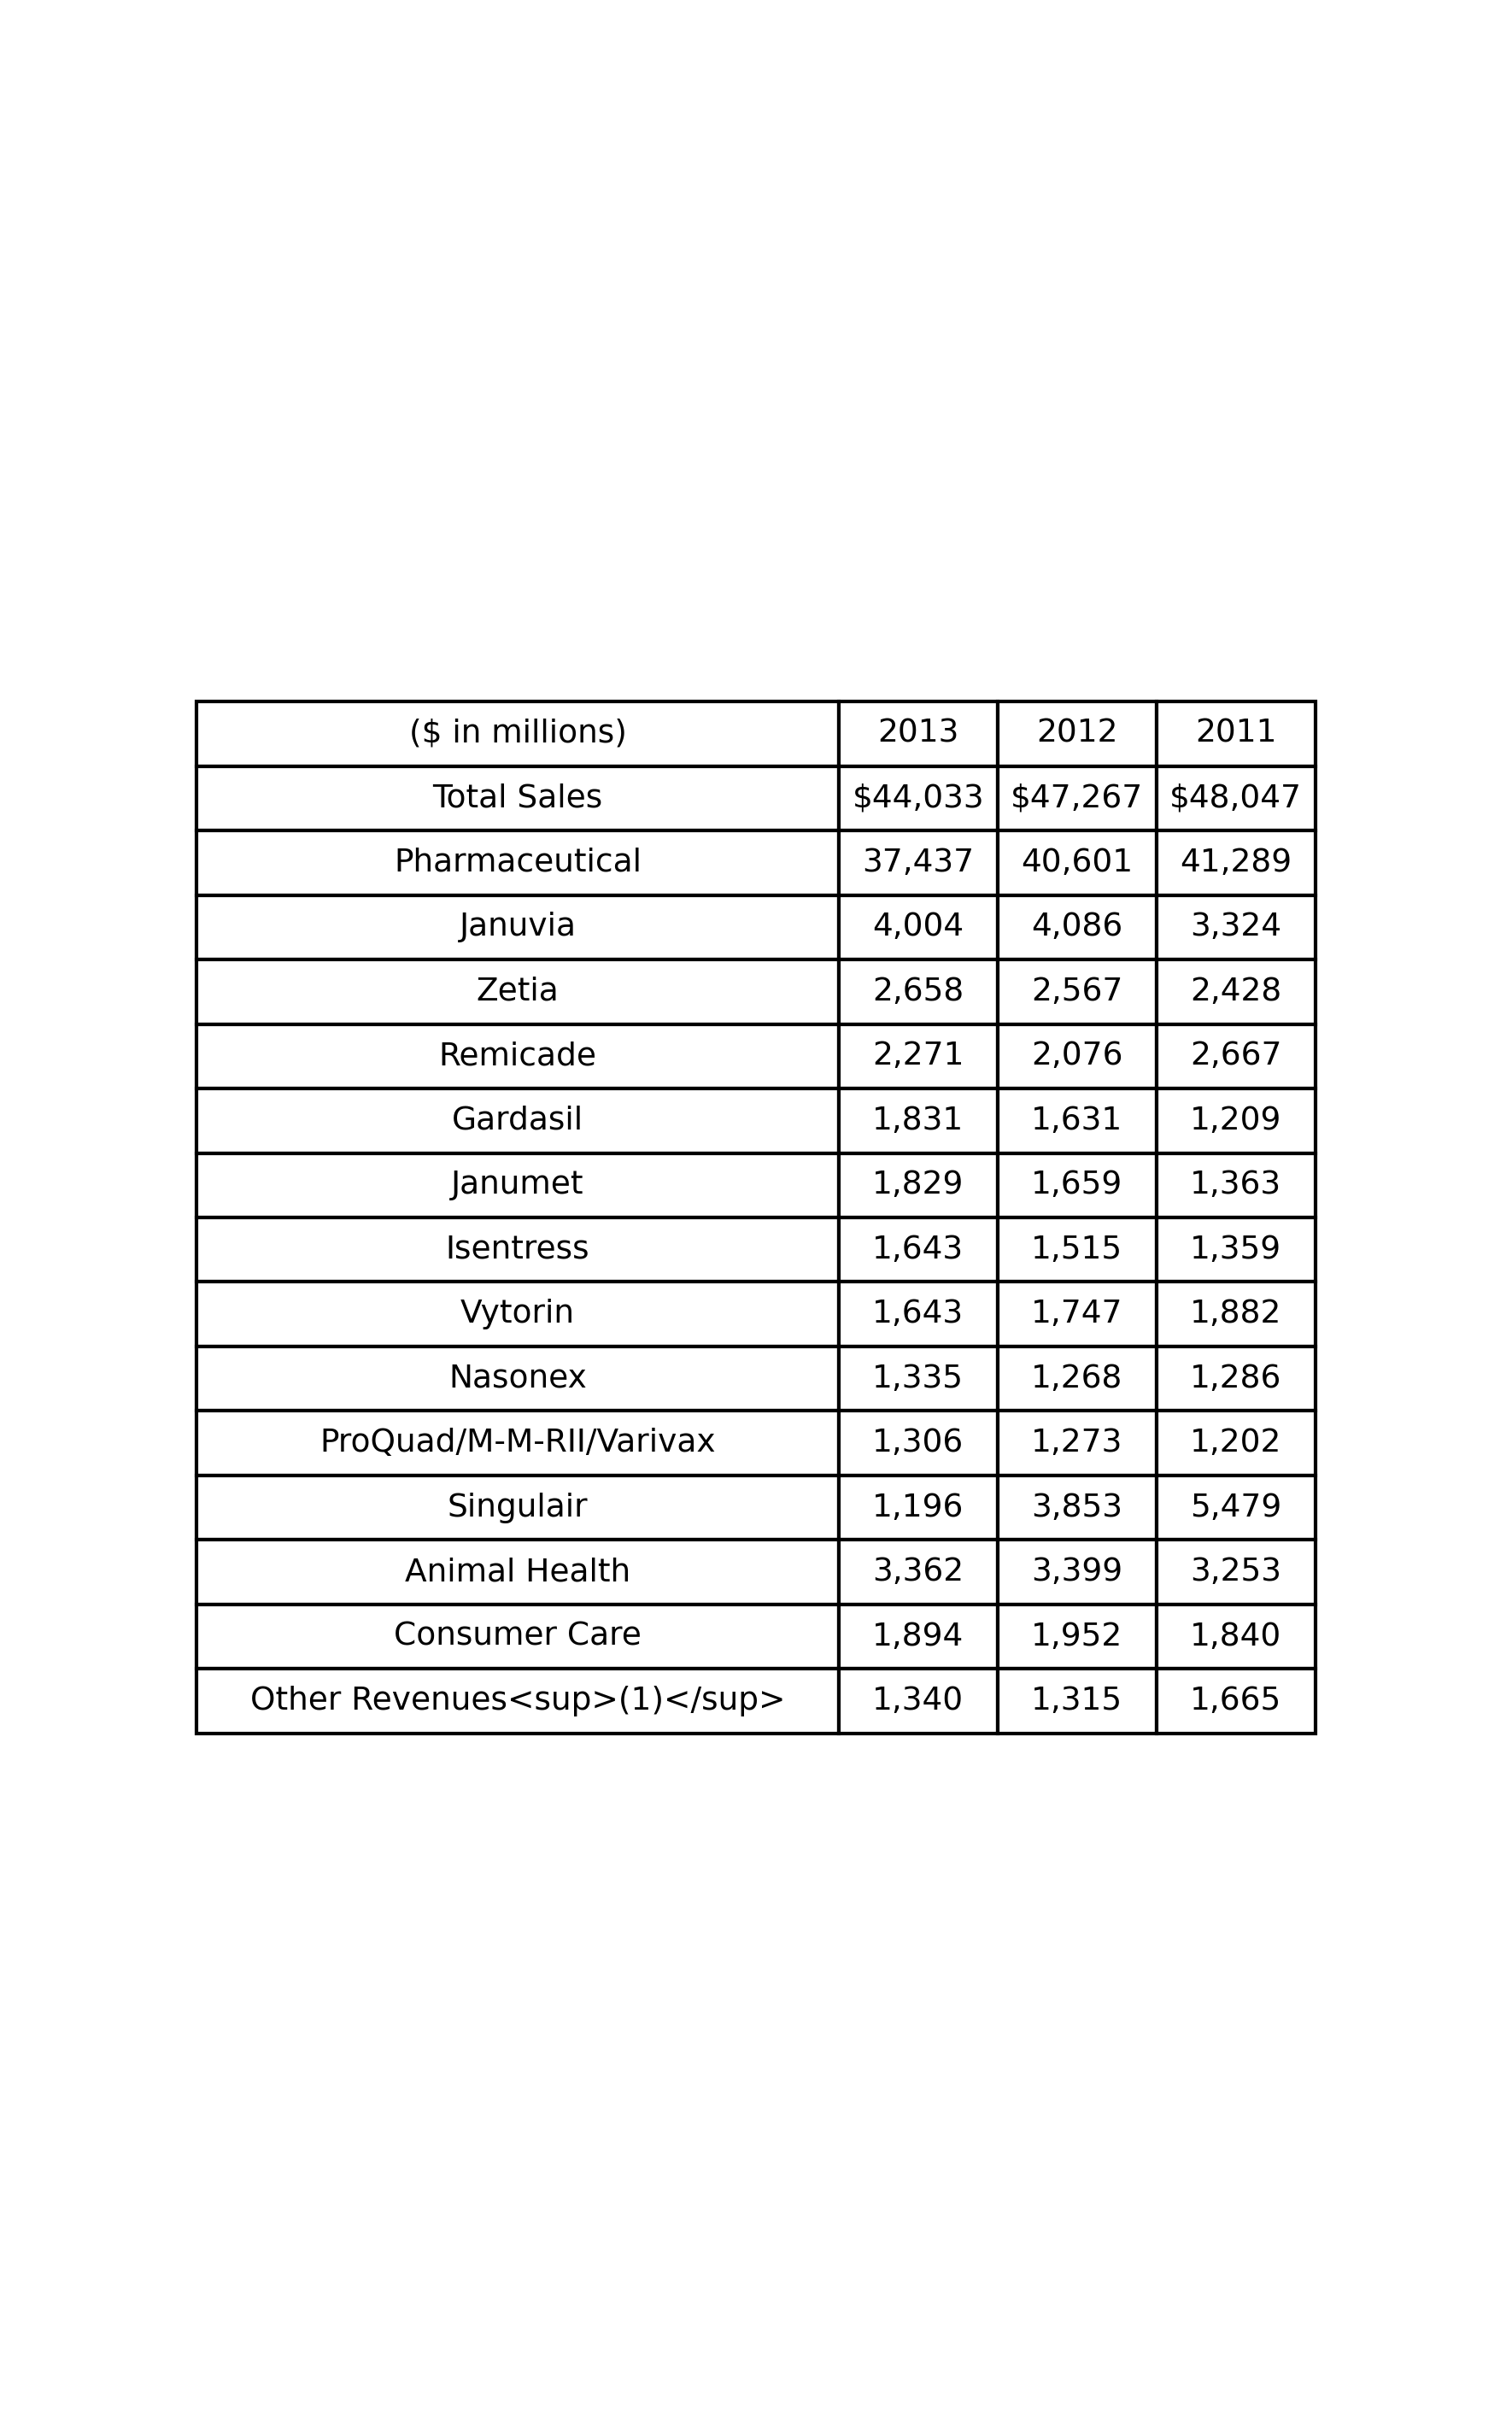 ($ in millions) 2013 2012 2011
Total Sales $44,033 $47,267 $48,047
Pharmaceutical 37,437 40,601 41,289
Januvia 4,004 4,086 3,324
Zetia 2,658 2,567 2,428
Remicade 2,271 2,076 2,667
Gardasil 1,831 1,631 1,209
Janumet 1,829 1,659 1,363
Isentress 1,643 1,515 1,359
Vytorin 1,643 1,747 1,882
Nasonex 1,335 1,268 1,286
ProQuad/M-M-RII/Varivax 1,306 1,273 1,202
Singulair 1,196 3,853 5,479
Animal Health 3,362 3,399 3,253
Consumer Care 1,894 1,952 1,840
Other Revenues<sup>(1)</sup> 1,340 1,315 1,665